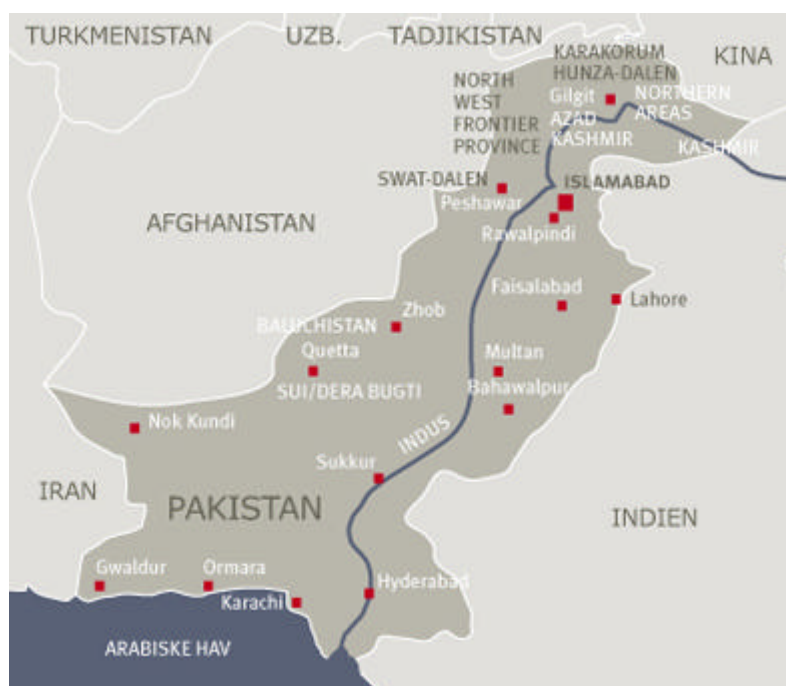 TURKMENISTAN
UZB.
TADJIKISTAN
KINA
KARAKORUM
HUNZA-DALEN
NORTH
WEST
FRONTIER
PROVINCE
Gilgit
NORTHERN
AREAS
AZAD
KASHMIR
KASHMIR
SWAT-DALEN
ISLAMABAD
Peshawar
Rawalpindi
AFGHANISTAN
Faisalabad
Lahore
Zhob
BALUCHISTAN
Quetta
Multan
SUI/DERA BUGTI
Bahawalpur
Nok Kundi
INDUS
Sukkur
IRAN
PAKISTAN
INDIEN
Gwaldur
Ormara
Hyderabad
Karachi
ARABISKE HAV